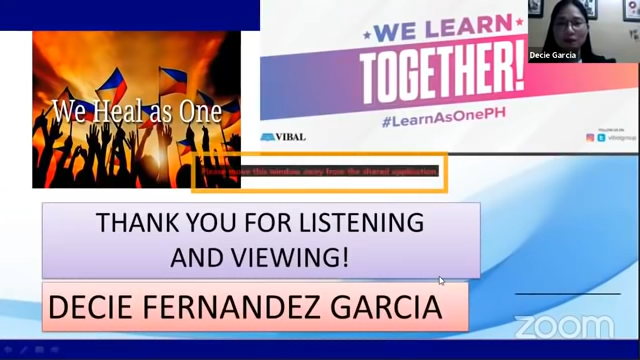 We Heal as One
WE LEARN
TOGETHER!
#LearnAsOnePH
VIBAL
Decie Garcia
Please move this window away from the shared application.
THANK YOU FOR LISTENING
AND VIEWING!
DECIE FERNANDEZ GARCIA
zoom